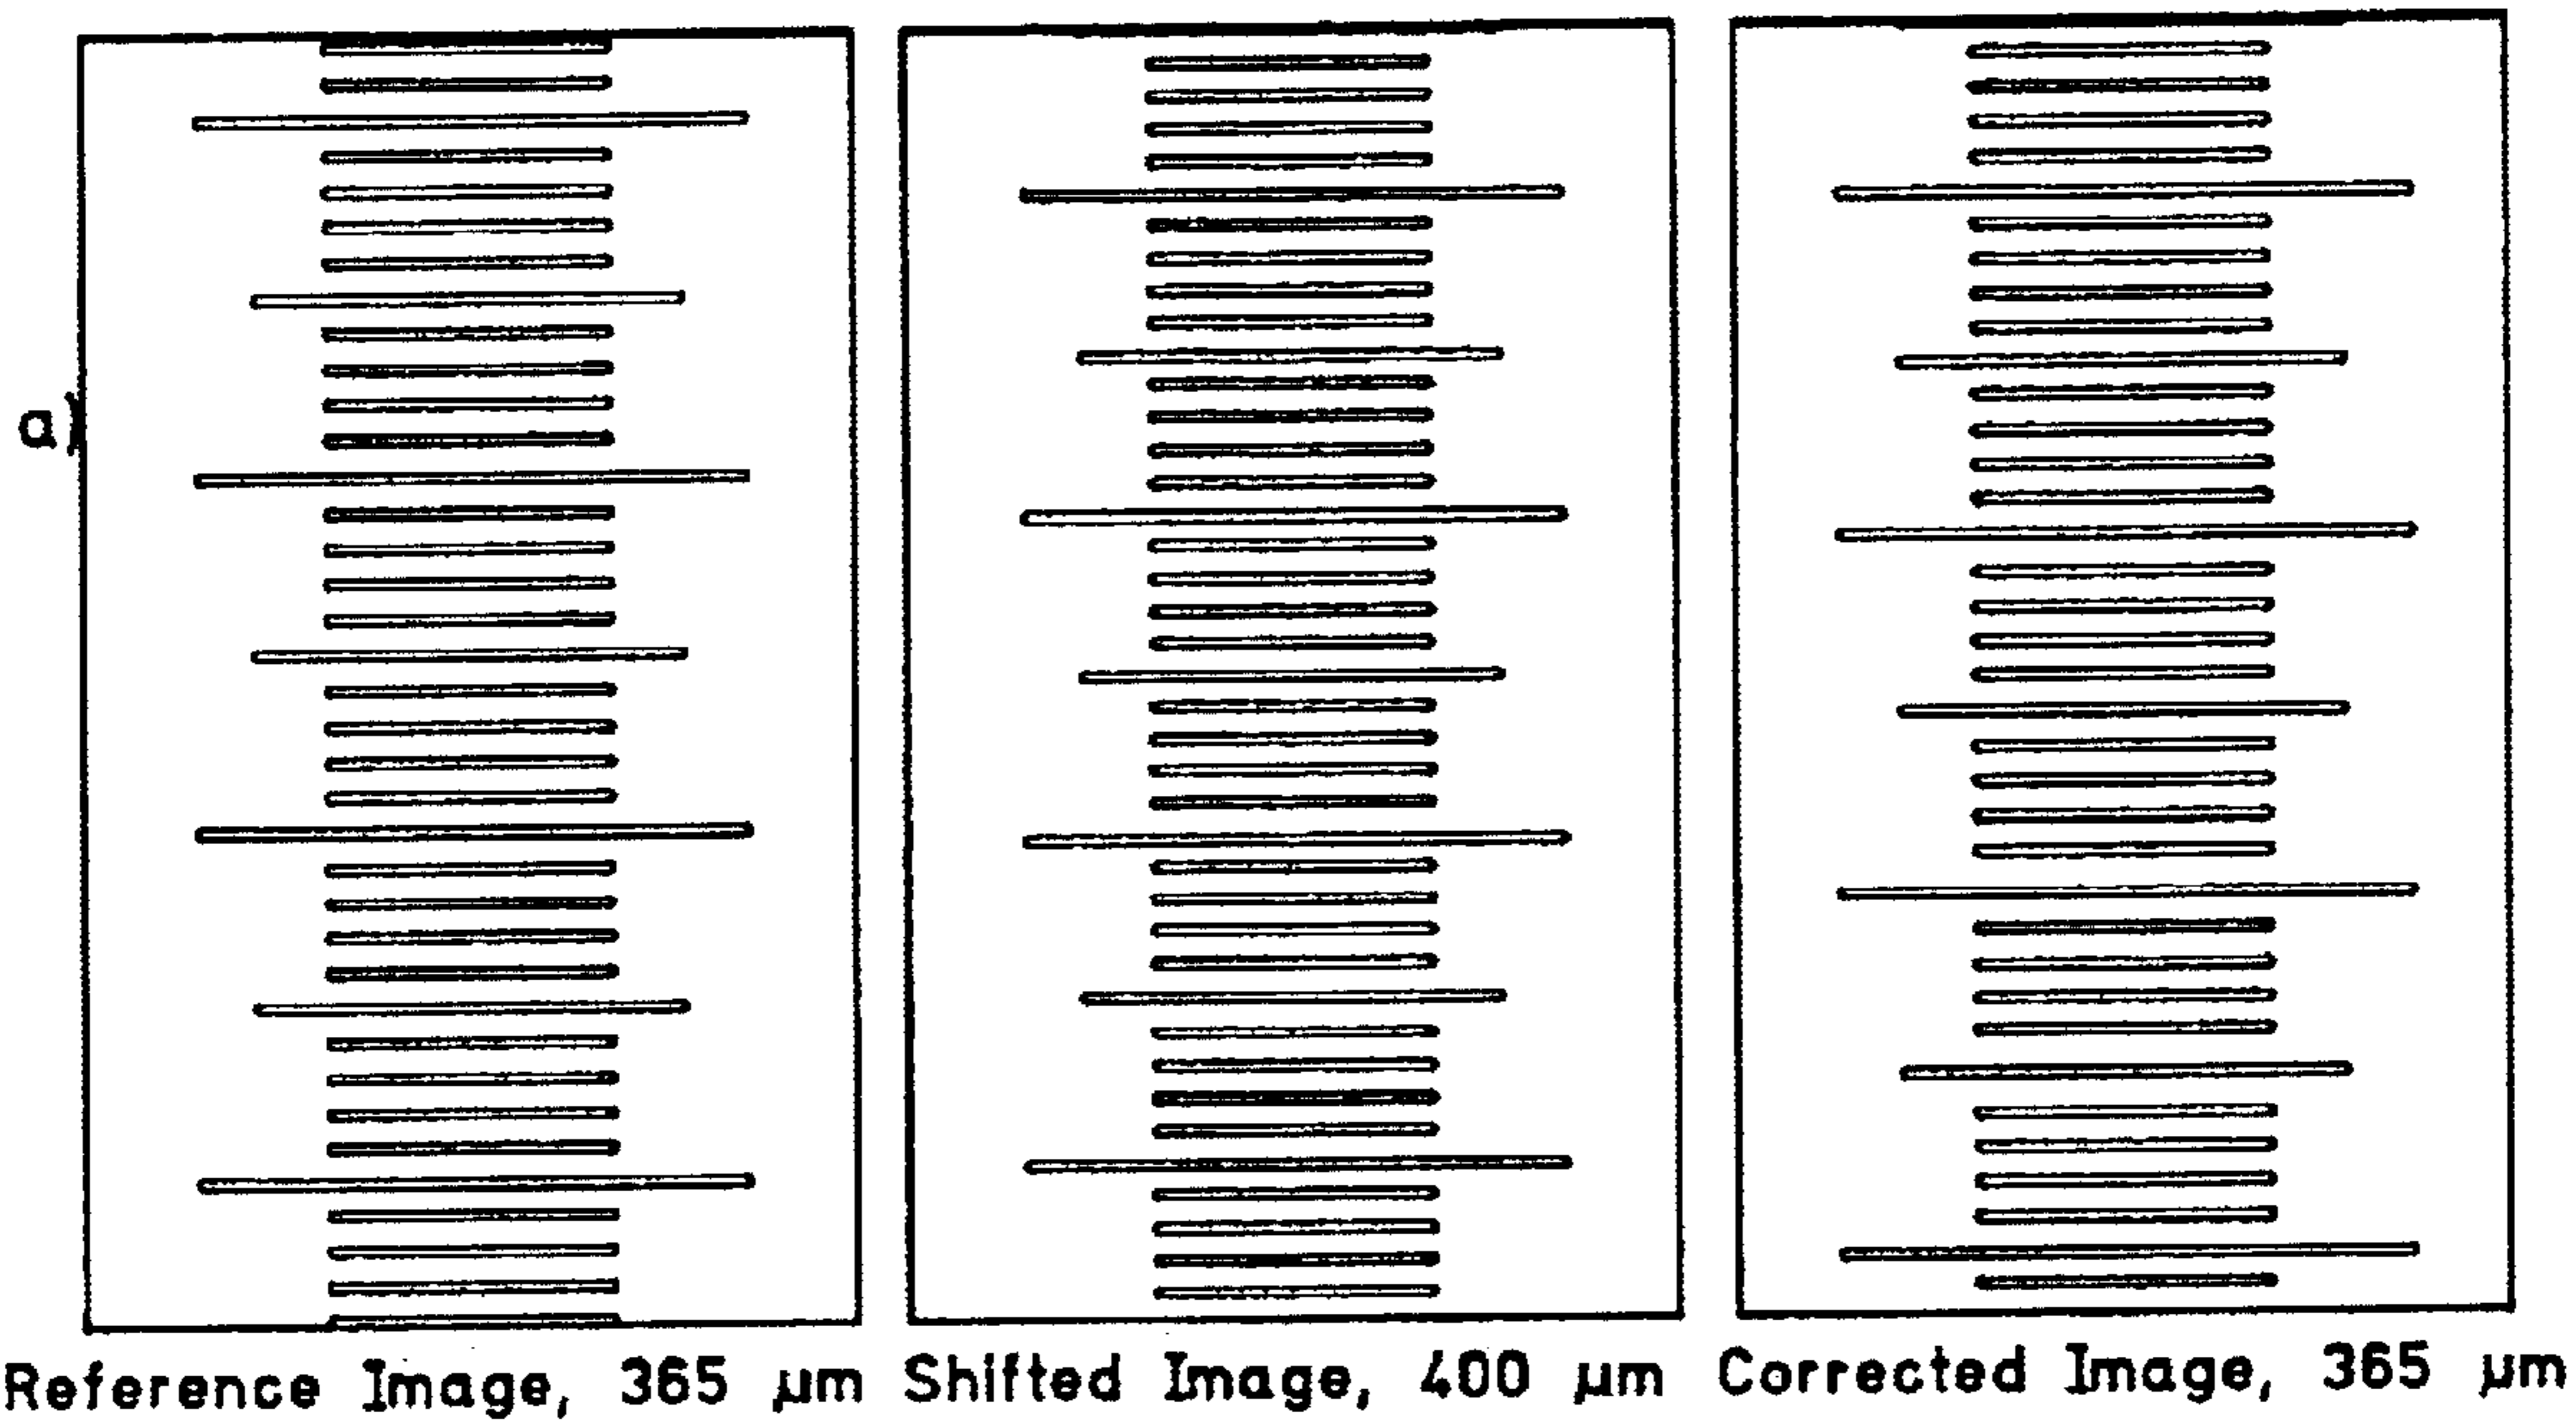 a)
Reference Image, 365 μm
Shifted Image, 400 μm
Corrected Image, 365 μm